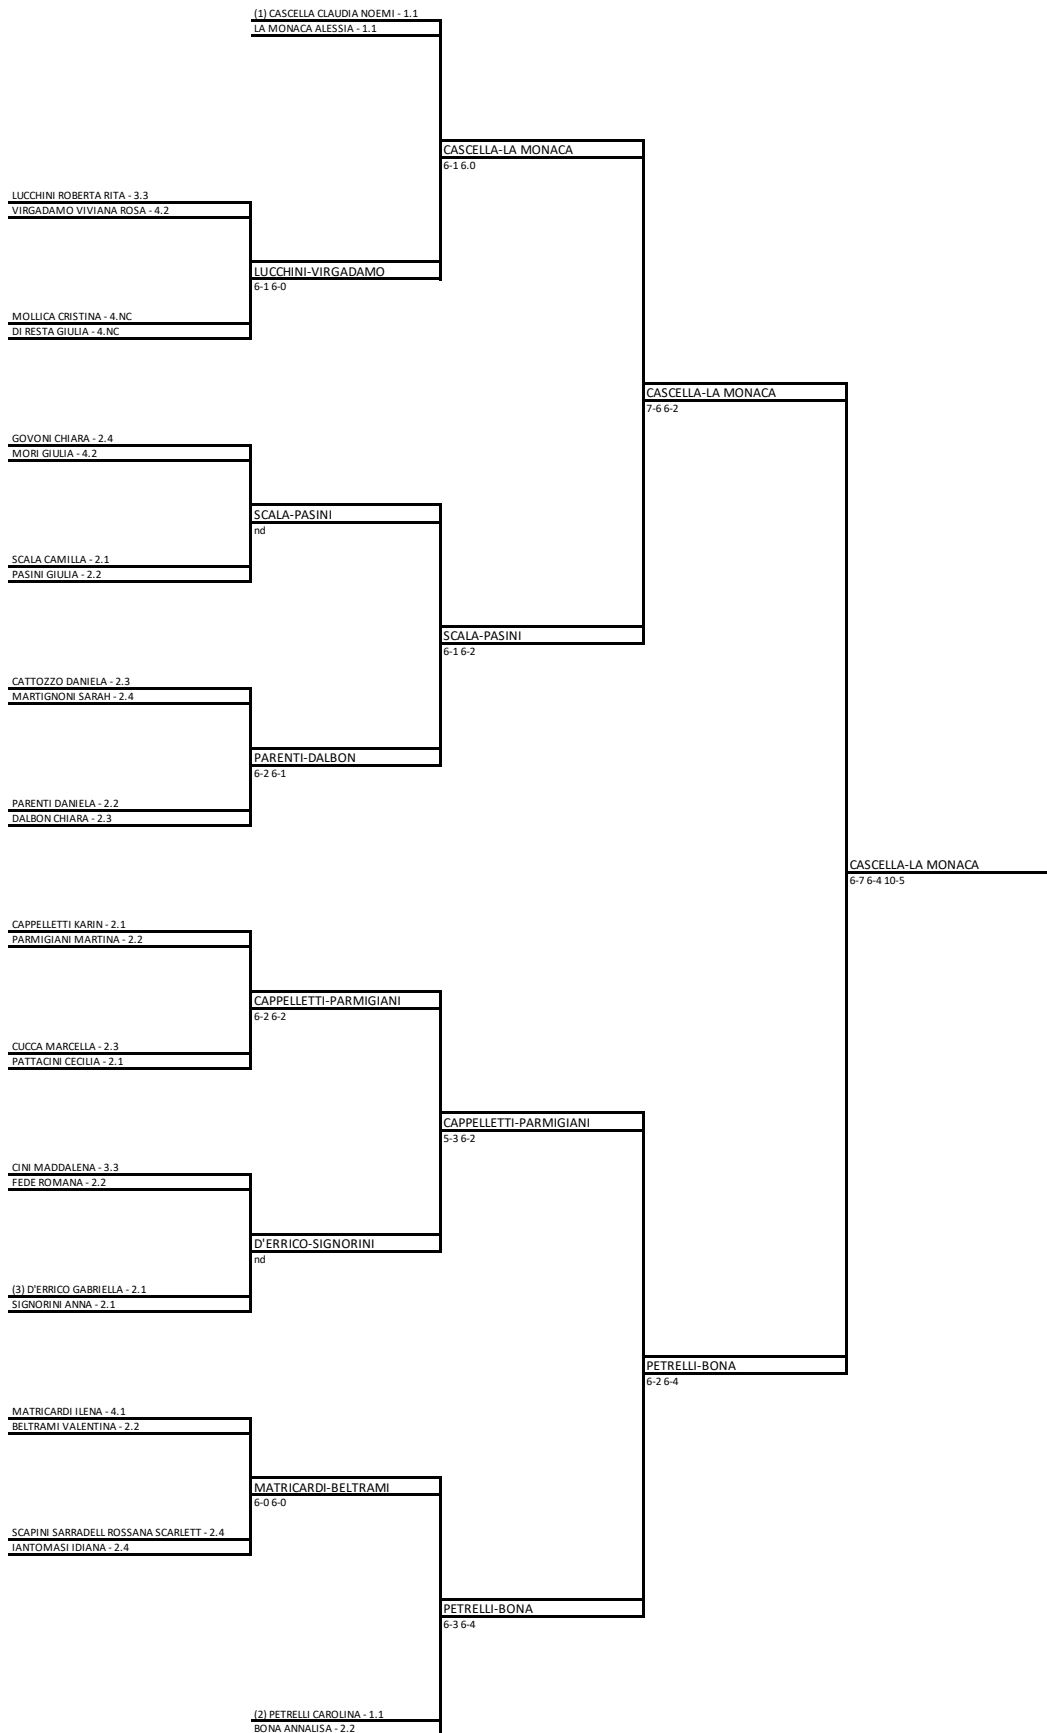 (1) CASCELLA CLAUDIA NOEMI - 1.1
LA MONACA ALESSIA - 1.1
CASCELLA-LA MONACA
6-1 6.0
LUCCHINI ROBERTA RITA - 3.3
VIRGADAMO VIVIANA ROSA - 4.2
LUCCHINI-VIRGADAMO
6-1 6-0
MOLLICA CRISTINA - 4.NC
DI RESTA GIULIA - 4.NC
CASCELLA-LA MONACA
7-6 6-2
GOVONI CHIARA - 2.4
MORI GIULIA - 4.2
SCALA-PASINI
nd
SCALA CAMILLA - 2.1
PASINI GIULIA - 2.2
SCALA-PASINI
6-1 6-2
CATTOZZO DANIELA - 2.3
MARTIGNONI SARAH - 2.4
PARENTI-DALBON
6-2 6-1
PARENTI DANIELA - 2.2
DALBON CHIARA - 2.3
CASCELLA-LA MONACA
6-7 6-4 10-5
CAPPELLETTI KARIN - 2.1
PARMIGIANI MARTINA - 2.2
CAPPELLETTI-PARMIGIANI
6-2 6-2
CUCCA MARCELLA - 2.3
PATTACINI CECILIA - 2.1
CAPPELLETTI-PARMIGIANI
5-3 6-2
CINI MADDALENA - 3.3
FEDE ROMANA - 2.2
D'ERRICO-SIGNORINI
nd
(3) D'ERRICO GABRIELLA - 2.1
SIGNORINI ANNA - 2.1
PETRELLI-BONA
6-2 6-4
MATRICARDI ILENA - 4.1
BELTRAMI VALENTINA - 2.2
MATRICARDI-BELTRAMI
6-0 6-0
SCAPINI SARRADELL ROSSANA SCARLETT - 2.4
IANTOMASI IDIANA - 2.4
PETRELLI-BONA
6-3 6-4
(2) PETRELLI CAROLINA - 1.1
BONA ANNALISA - 2.2